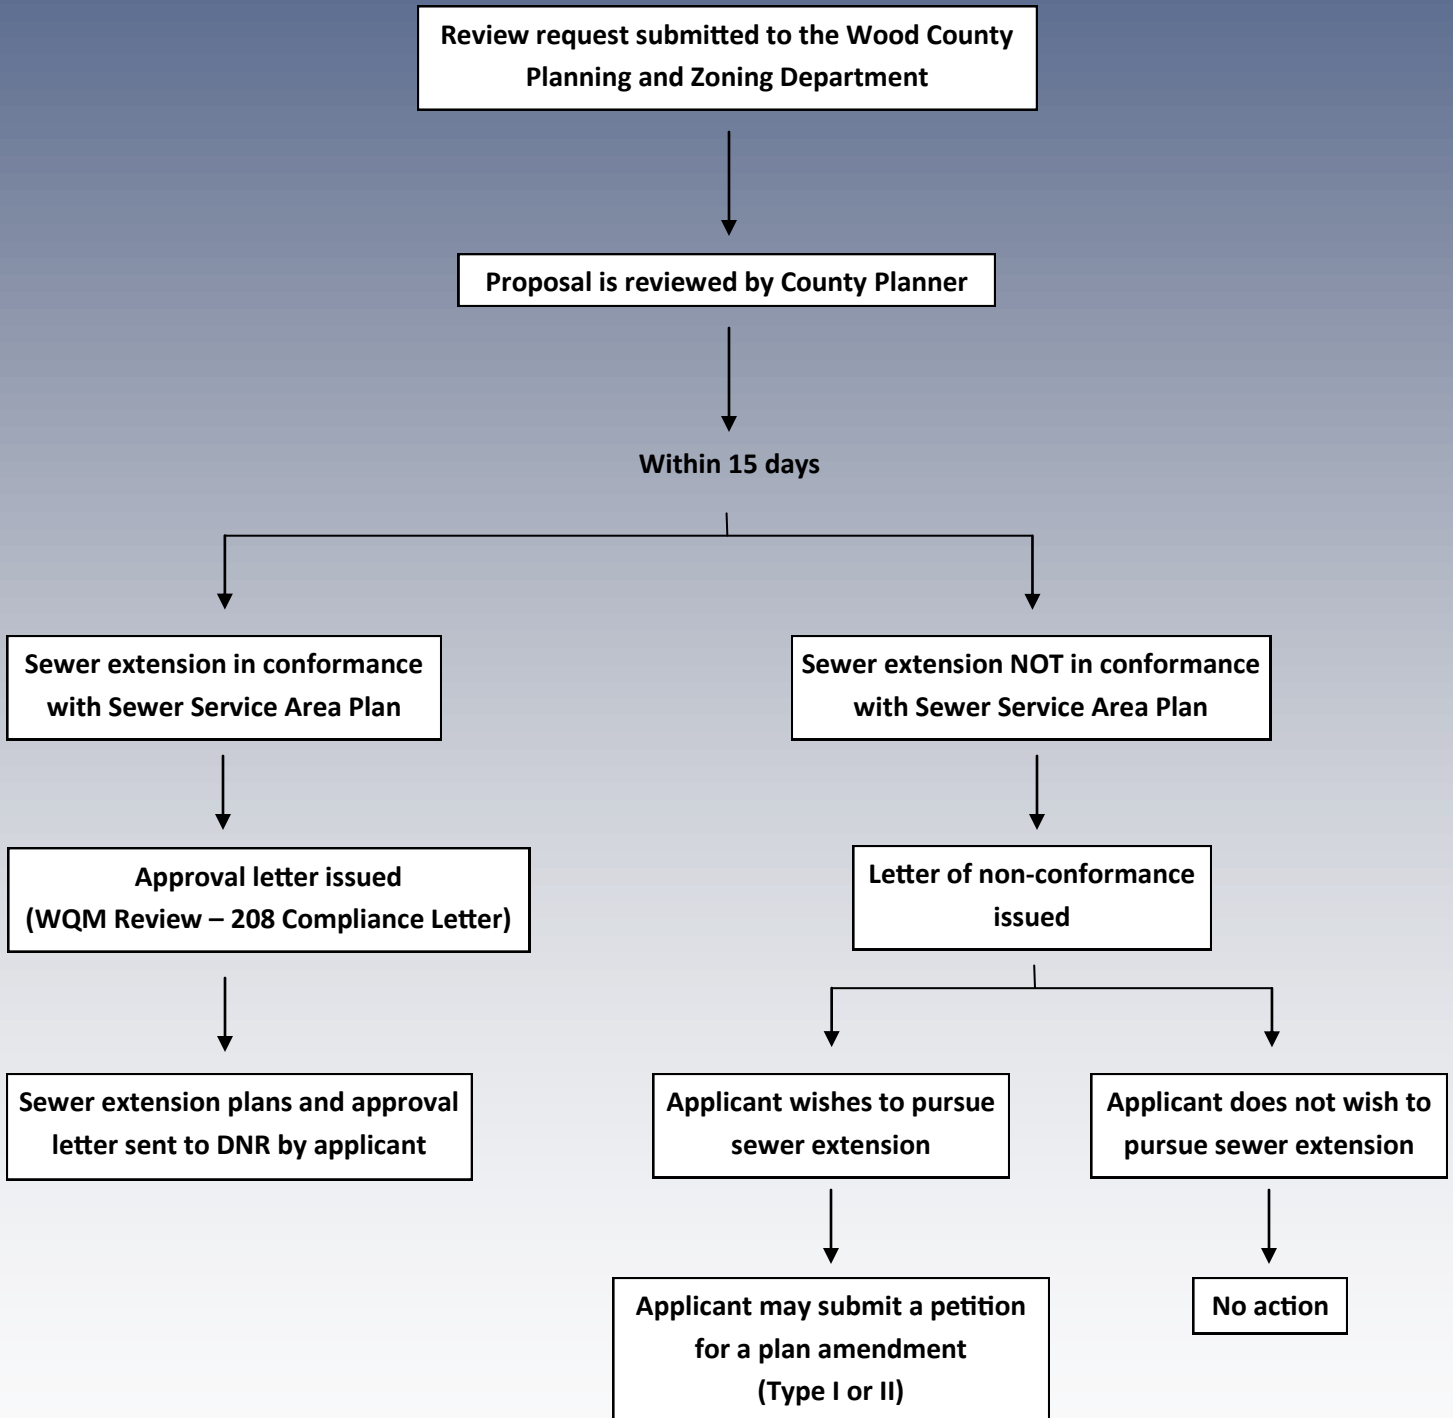 Review request submitted to the Wood County
Planning and Zoning Department
Proposal is reviewed by County Planner
Within 15 days
Sewer extension in conformance
with Sewer Service Area Plan
Sewer extension NOT in conformance
with Sewer Service Area Plan
Approval letter issued
(WQM Review – 208 Compliance Letter)
Letter of non-conformance
issued
Sewer extension plans and approval
letter sent to DNR by applicant
Applicant wishes to pursue
sewer extension
Applicant does not wish to
pursue sewer extension
Applicant may submit a petition
for a plan amendment
(Type I or II)
No action